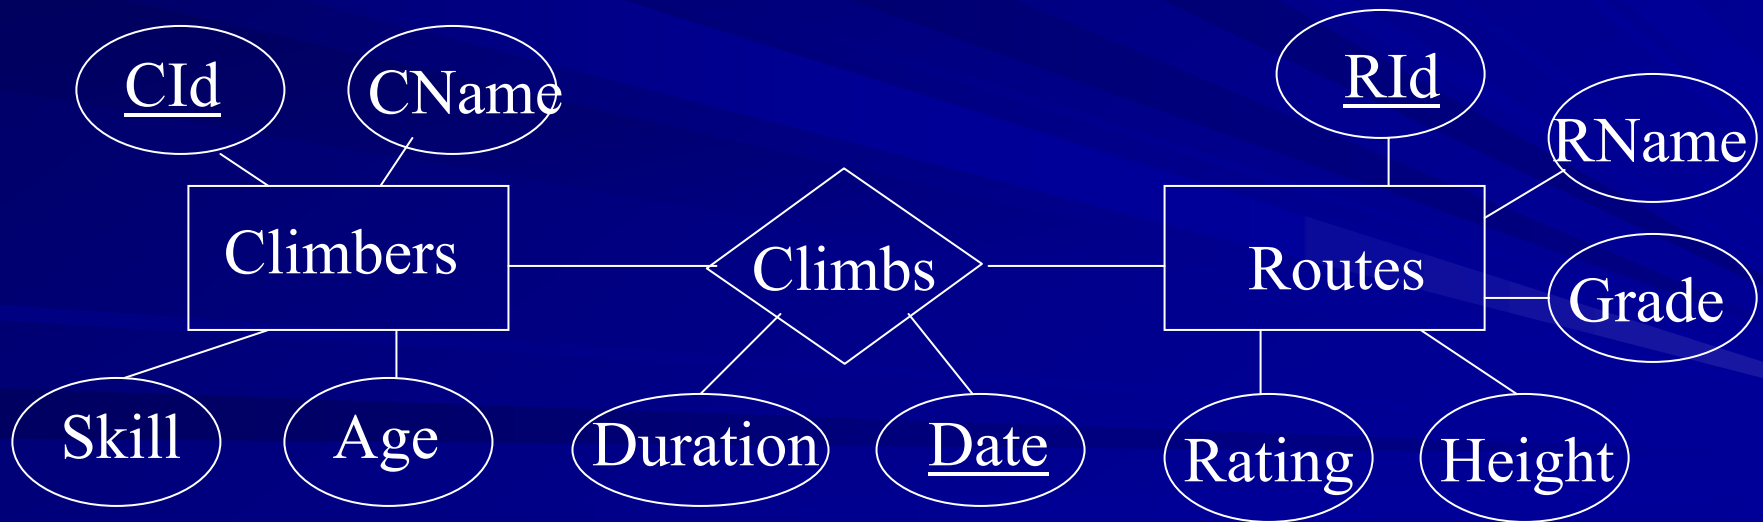 CId
CName
RId
RName
Climbers
Climbs
Routes
Grade
Skill
Age
Duration
Date
Rating
Height